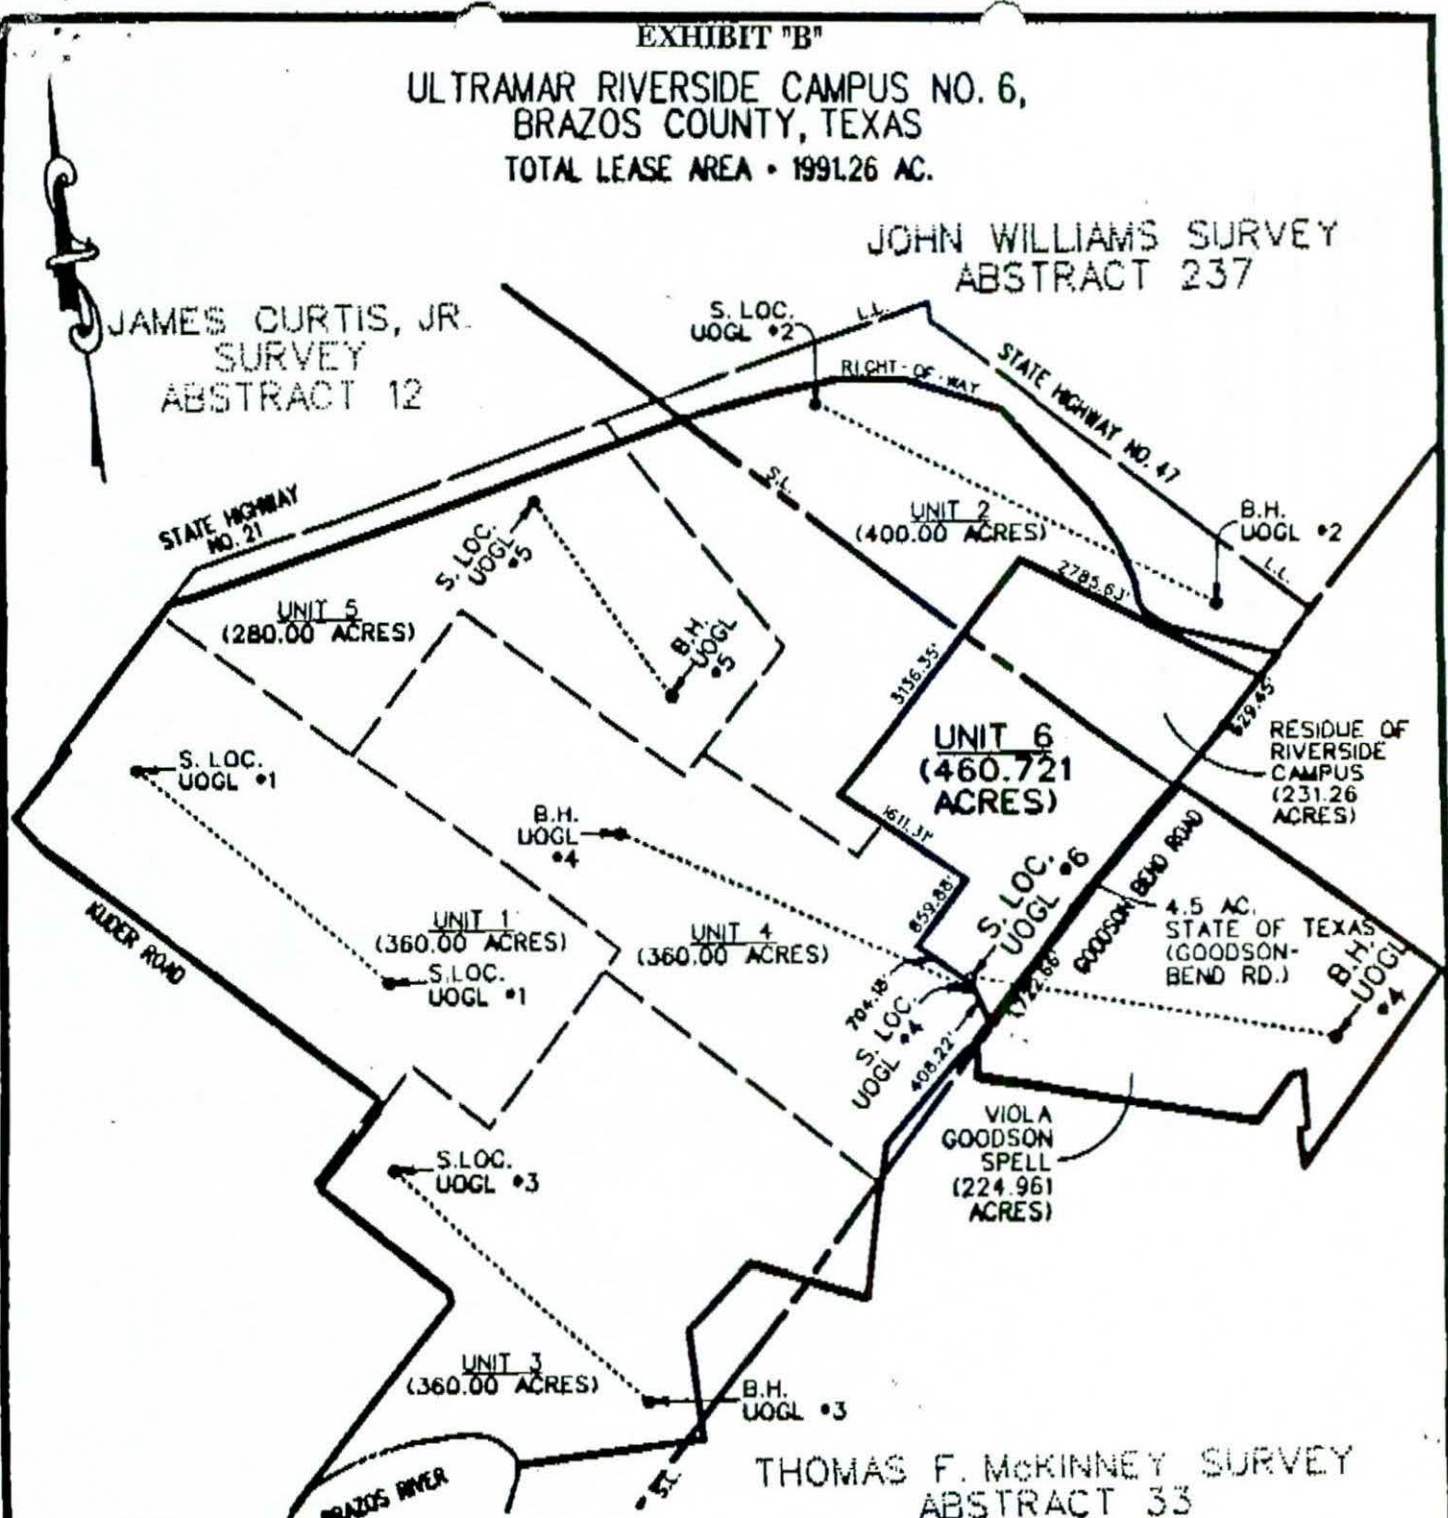 EXHIBIT "B"
ULTRAMAR RIVERSIDE CAMPUS NO. 6,
BRAZOS COUNTY, TEXAS
TOTAL LEASE AREA • 1991.26 AC.
JOHN WILLIAMS SURVEY
ABSTRACT 237
JAMES CURTIS, JR.
SURVEY
ABSTRACT 12
S. LOC.
UOGL #2
L.L.
RIGHT-OF-WAY
STATE HIGHWAY NO. 47
S.L.
STATE HIGHWAY
NO. 21
UNIT 2
(400.00 ACRES)
B.H.
UOGL #2
L.L.
S. LOC.
UOGL
#5
2785.63'
UNIT 5
(280.00 ACRES)
B.H.
UOGL
#5
3136.35'
629.45'
UNIT 6
(460.721
ACRES)
RESIDUE OF
RIVERSIDE
CAMPUS
(231.26
ACRES)
S. LOC.
UOGL #1
B.H.
UOGL
#4
1611.31'
S. LOC.
UOGL #6
GOODSON BEND ROAD
859.88'
4.5 AC.
STATE OF TEXAS
(GOODSON-
BEND RD.)
KUDER ROAD
UNIT 1
(360.00 ACRES)
UNIT 4
(360.00 ACRES)
S.LOC.
UOGL #1
B.H.
UOGL
#4
704.18'
S. LOC.
UOGL #4
408.22'
VIOLA
GOODSON
SPELL
(224.961
ACRES)
S.LOC.
UOGL #3
UNIT 3
(360.00 ACRES)
B.H.
UOGL #3
BRAZOS RIVER
S.L.
THOMAS F. McKINNEY SURVEY
ABSTRACT 33